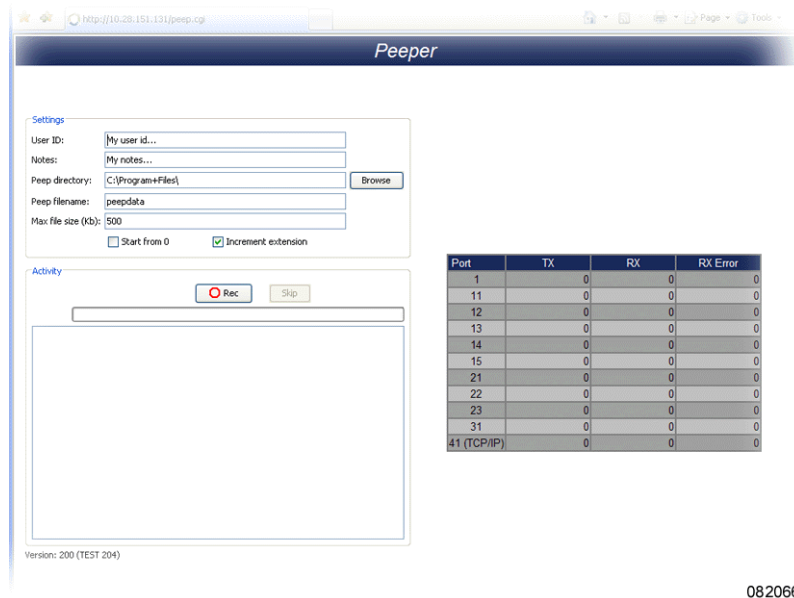 http://10.28.151.131/peep.cgi
Page
Tools
Peeper
Settings
User ID: My user id...
Notes: My notes...
Peep directory: C:\Program+Files\ Browse
Peep filename: peepdata
Max file size (Kb): 500
Start from 0 Increment extension
Activity
Rec Skip
Port TX RX RX Error
1 0 0 0
11 0 0 0
12 0 0 0
13 0 0 0
14 0 0 0
15 0 0 0
21 0 0 0
22 0 0 0
23 0 0 0
31 0 0 0
41 (TCP/IP) 0 0 0
Version: 200 (TEST 204)